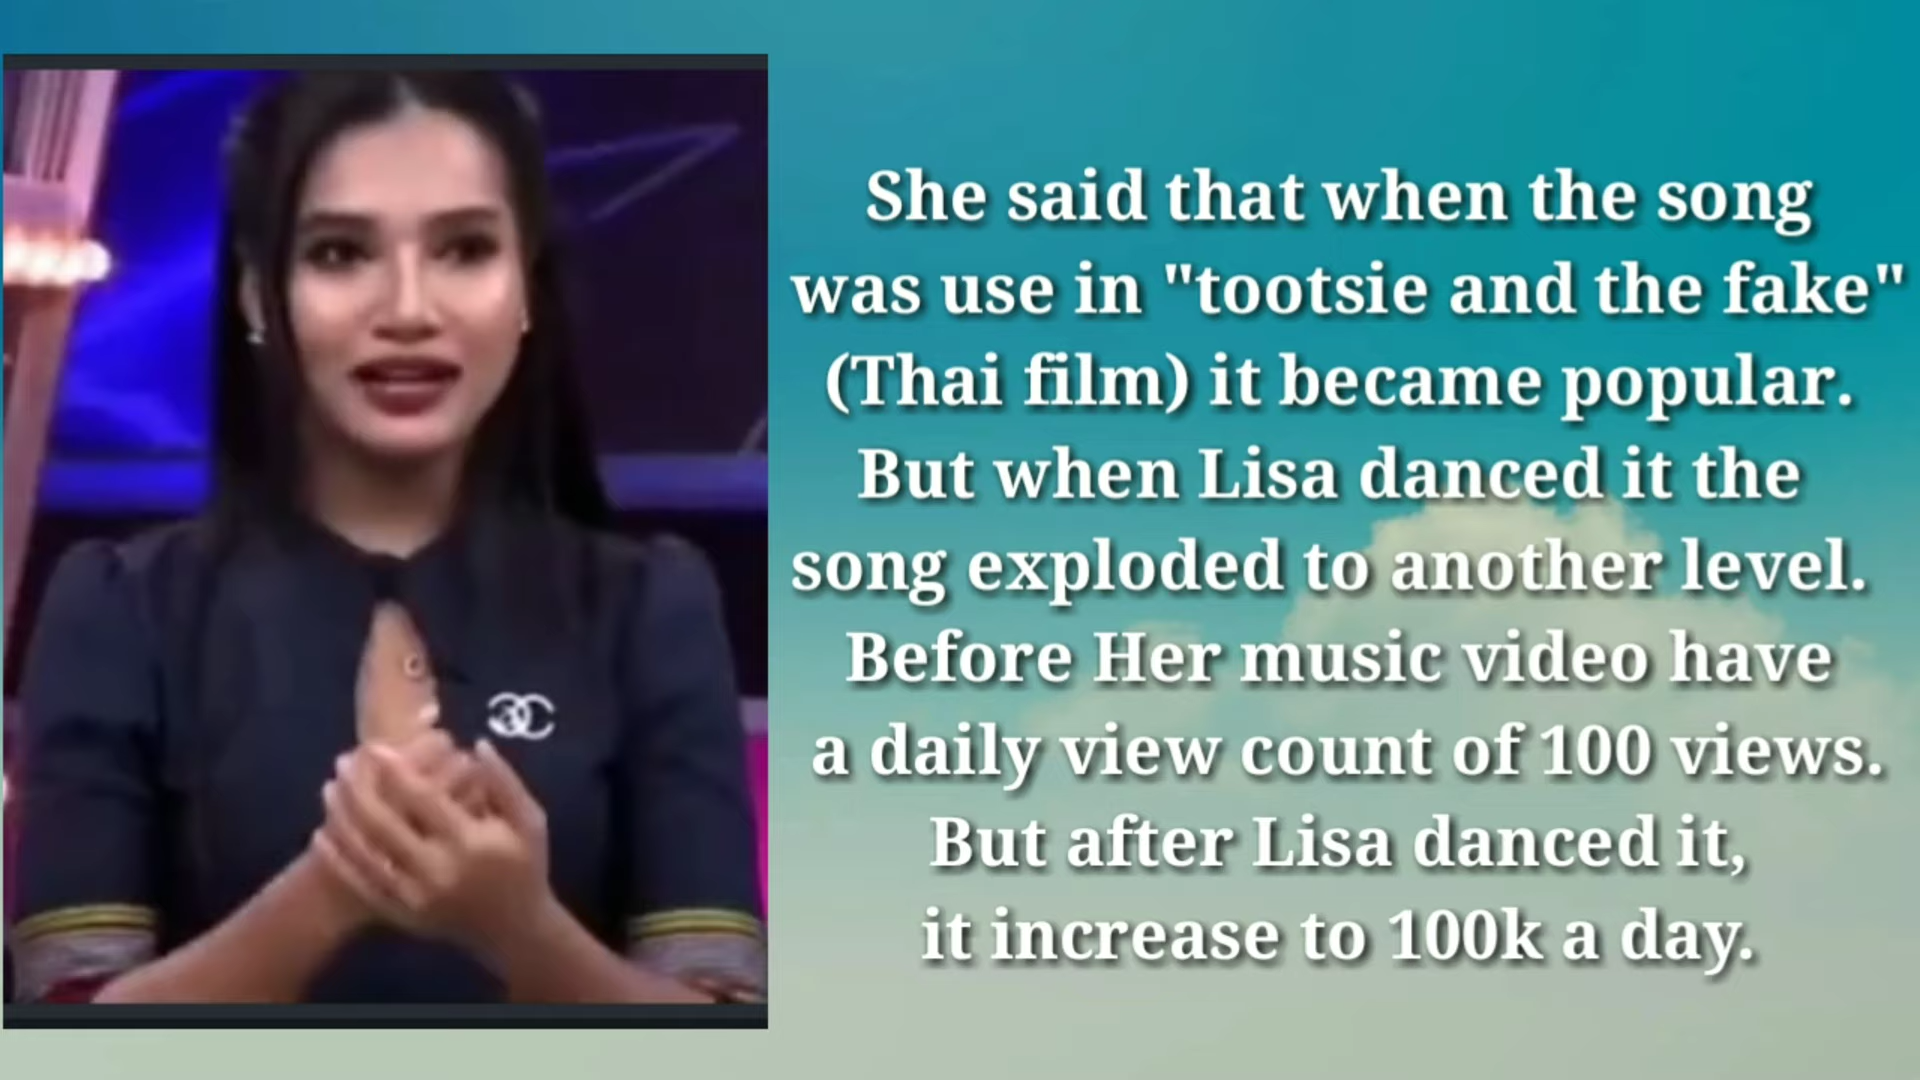 She said that when the song
was use in "tootsie and the fake"
(Thai film) it became popular.
But when Lisa danced it the
song exploded to another level.
Before Her music video have
a daily view count of 100 views.
But after Lisa danced it,
it increase to 100k a day.